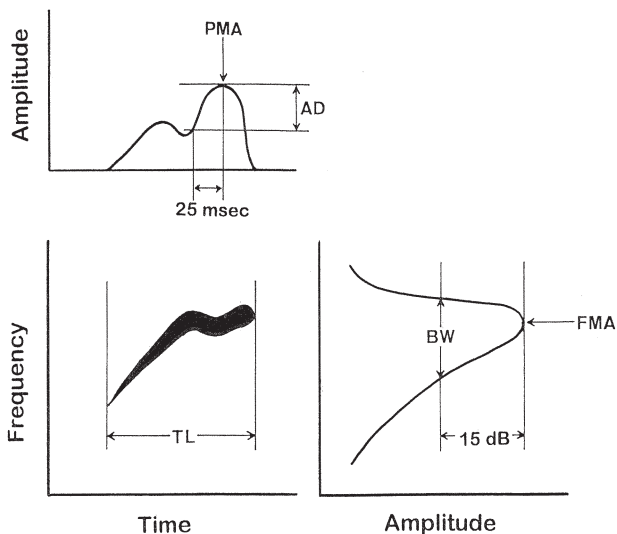 PMA
Amplitude
AD
25 msec
Frequency
TL
BW
FMA
15 dB
Time
Amplitude